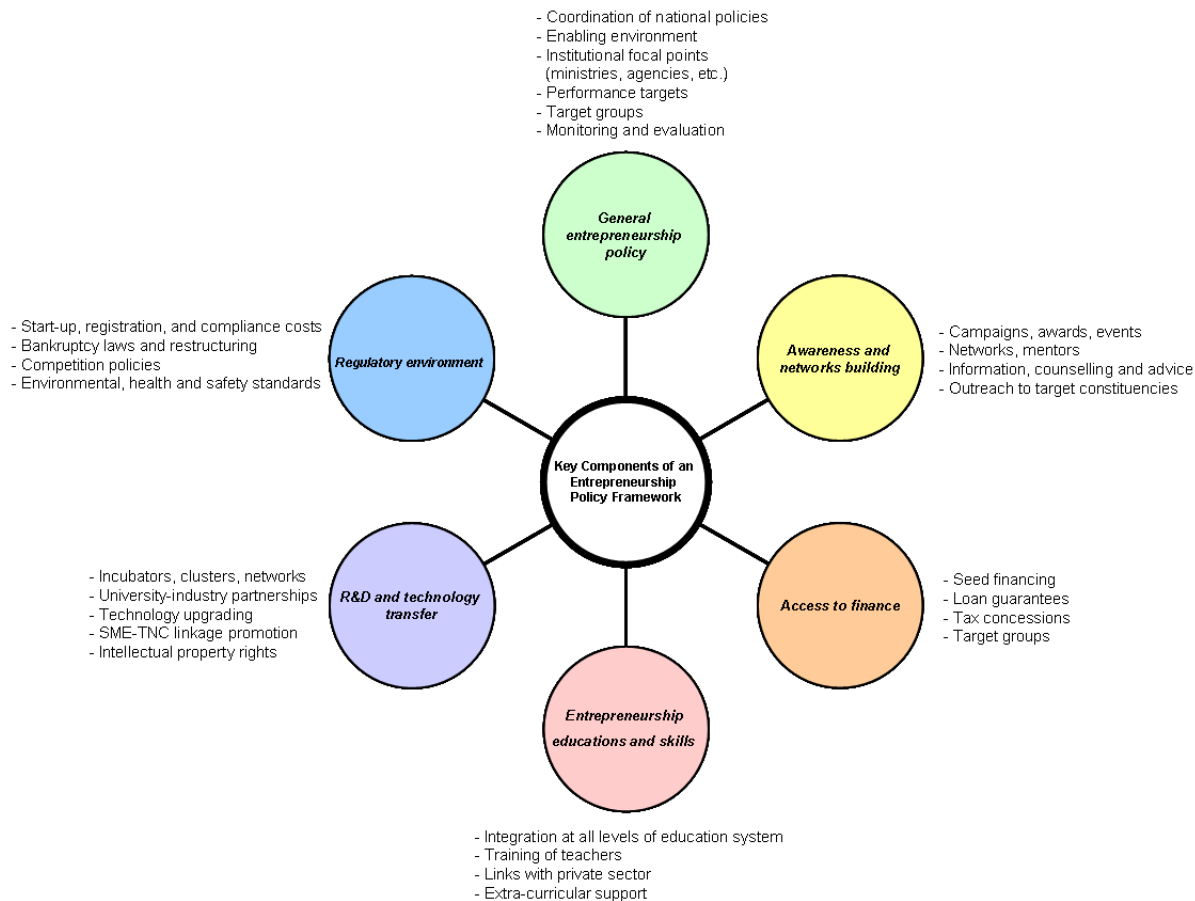 - Coordination of national policies
- Enabling environment
- Institutional focal points
(ministries, agencies, etc.)
- Performance targets
- Target groups
- Monitoring and evaluation
General
entrepreneurship
policy
- Start-up, registration, and compliance costs
- Bankruptcy laws and restructuring
- Competition policies
- Environmental, health and safety standards
Regulatory environment
Awareness and
networks building
- Campaigns, awards, events
- Networks, mentors
- Information, counselling and advice
- Outreach to target constituencies
Key Components of an
Entrepreneurship
Policy Framework
- Incubators, clusters, networks
- University-industry partnerships
- Technology upgrading
- SME-TNC linkage promotion
- Intellectual property rights
R&D and technology
transfer
Access to finance
- Seed financing
- Loan guarantees
- Tax concessions
- Target groups
Entrepreneurship
educations and skills
- Integration at all levels of education system
- Training of teachers
- Links with private sector
- Extra-curricular support